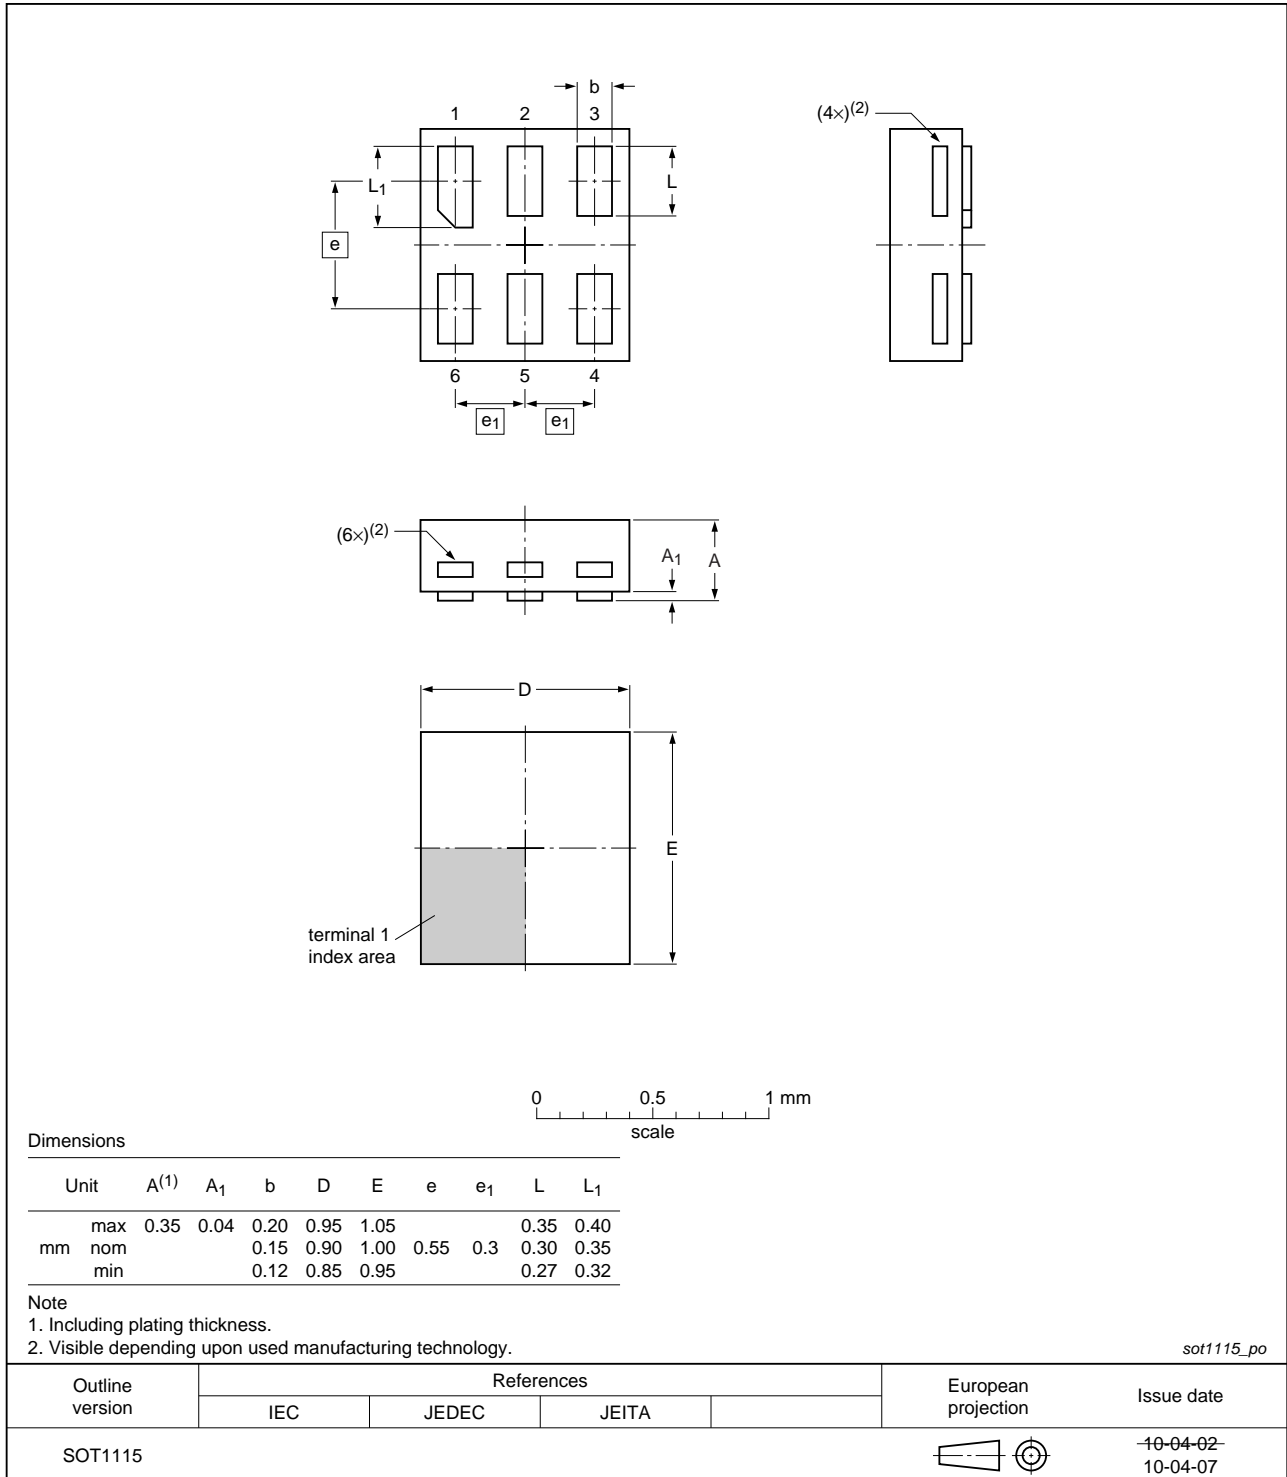 b
1 2 3
(4×)(2)
L1
L
e
6 5 4
e1 e1
(6×)(2)
A1 A
D
E
terminal 1
index area
0 0.5 1 mm
scale
Dimensions
Unit A(1) A1 b D E e e1 L L1
max 0.35 0.04 0.20 0.95 1.05 0.35 0.40
mm nom 0.15 0.90 1.00 0.55 0.3 0.30 0.35
min 0.12 0.85 0.95 0.27 0.32
Note
1. Including plating thickness.
2. Visible depending upon used manufacturing technology.
sot1115_po
Outline
version
References
IEC JEDEC JEITA
European
projection
Issue date
SOT1115
10-04-02
10-04-07